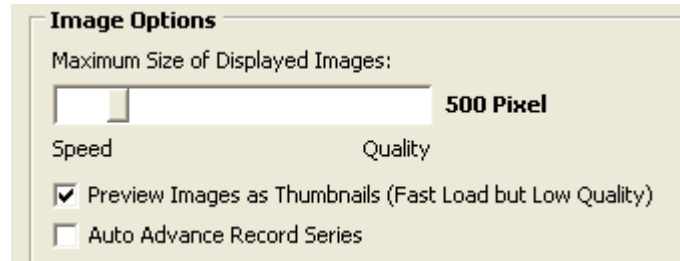 Image Options
Maximum Size of Displayed Images:
500 Pixel
Speed Quality
Preview Images as Thumbnails (Fast Load but Low Quality)
Auto Advance Record Series